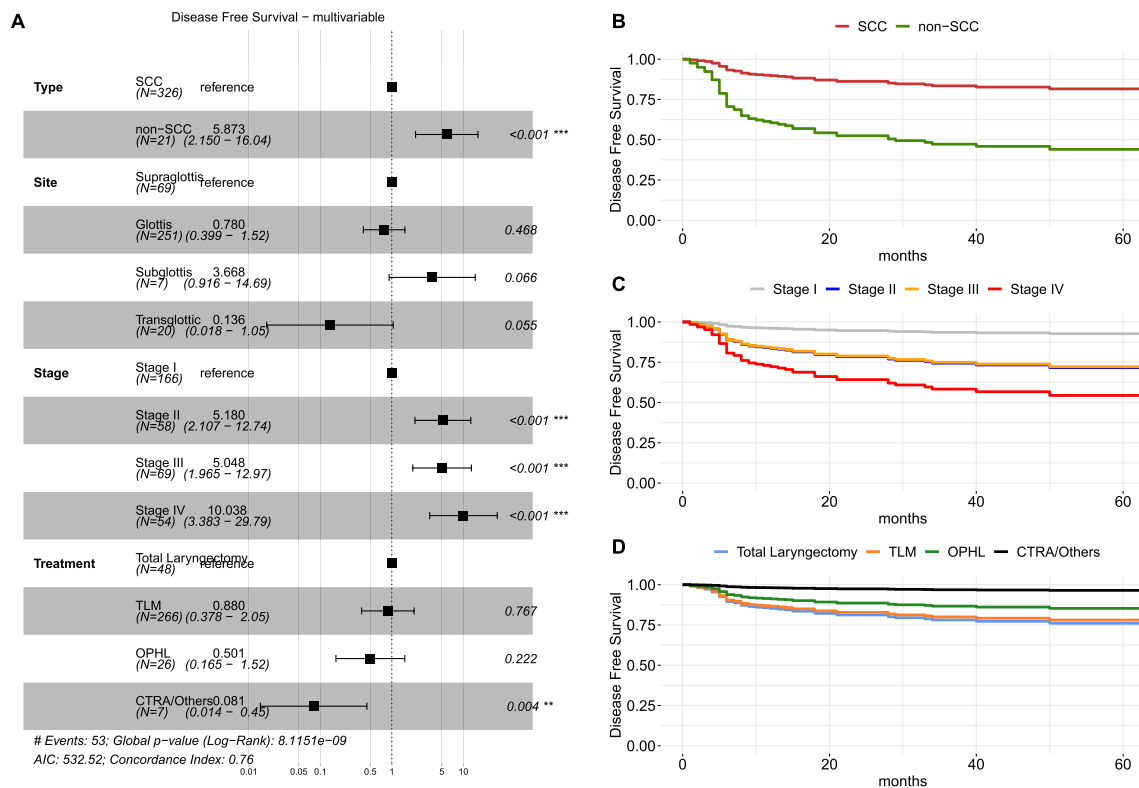 A
Disease Free Survival − multivariable
Type
SCC
(N=326)
reference
non−SCC
(N=21)
5.873
(2.150 − 16.04)
<0.001 ***
Site
Supraglottis
(N=69)
reference
Glottis
(N=251)
0.780
(0.399 − 1.52)
0.468
Subglottis
(N=7)
3.668
(0.916 − 14.69)
0.066
Transglottic
(N=20)
0.136
(0.018 − 1.05)
0.055
Stage
Stage I
(N=166)
reference
Stage II
(N=58)
5.180
(2.107 − 12.74)
<0.001 ***
Stage III
(N=69)
5.048
(1.965 − 12.97)
<0.001 ***
Stage IV
(N=54)
10.038
(3.383 − 29.79)
<0.001 ***
Treatment
Total Laryngectomy
(N=48)
reference
TLM
(N=266)
0.880
(0.378 − 2.05)
0.767
OPHL
(N=26)
0.501
(0.165 − 1.52)
0.222
CTRA/Others
(N=7)
0.081
(0.014 − 0.45)
0.004 **
# Events: 53; Global p−value (Log−Rank): 8.1151e−09
AIC: 532.52; Concordance Index: 0.76
0.01 0.05 0.1 0.5 1 5 10
B
SCC non−SCC
Disease Free Survival
1.00
0.75
0.50
0.25
0.00
0 20 40 60
months
C
Stage I Stage II Stage III Stage IV
Disease Free Survival
1.00
0.75
0.50
0.25
0.00
0 20 40 60
months
D
Total Laryngectomy TLM OPHL CTRA/Others
Disease Free Survival
1.00
0.75
0.50
0.25
0.00
0 20 40 60
months